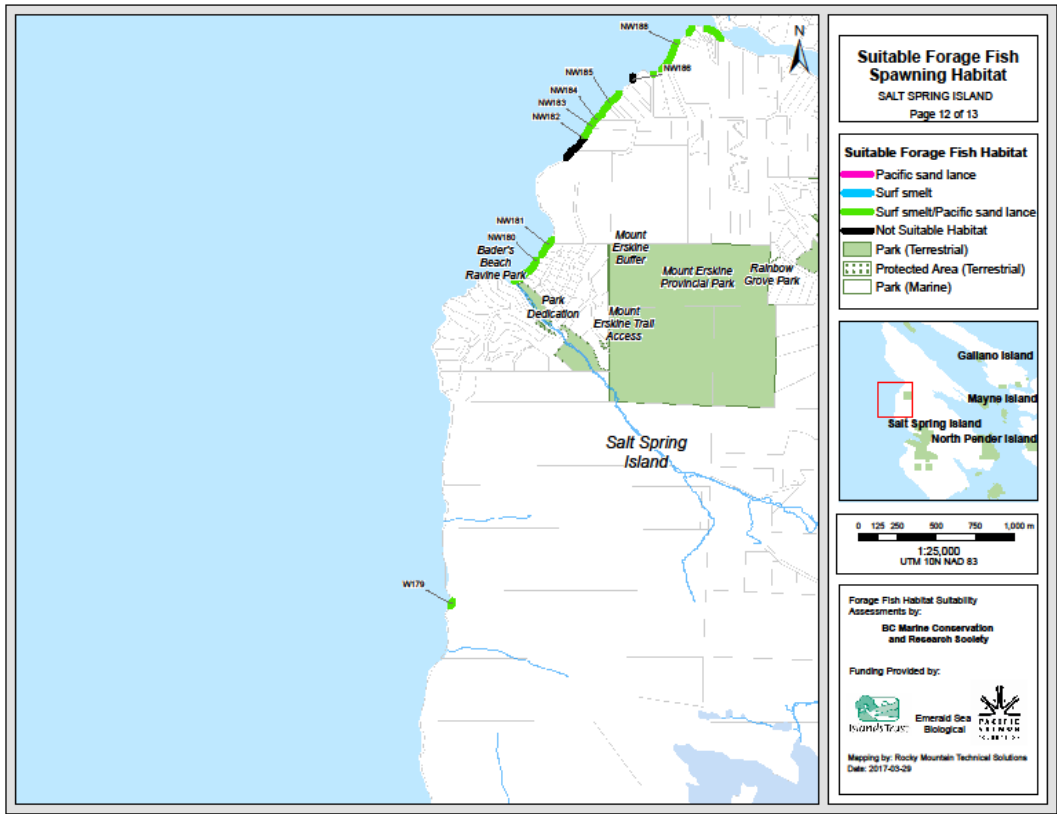 NW188
N
NW186
NW185
NW184
NW183
NW182
NW181
NW180
Bader's
Beach
Ravine Park
Mount
Erskine
Buffer
Mount Erskine
Provincial Park
Rainbow
Grove Park
Park
Dedication
Mount
Erskine Trail
Access
Salt Spring
Island
W179
Suitable Forage Fish
Spawning Habitat
SALT SPRING ISLAND
Page 12 of 13
Suitable Forage Fish Habitat
Pacific sand lance
Surf smelt
Surf smelt/Pacific sand lance
Not Suitable Habitat
Park (Terrestrial)
Protected Area (Terrestrial)
Park (Marine)
Galiano Island
Mayne Island
Salt Spring Island
North Pender Island
0 125 250 500 750 1,000 m
1:25,000
UTM 10N NAD 83
Forage Fish Habitat Suitability
Assessments by:
BC Marine Conservation
and Research Society
Funding Provided by:
Islands Trust
Emerald Sea
Biological
PACIFIC
SALMON
Mapping by: Rocky Mountain Technical Solutions
Date: 2017-03-29